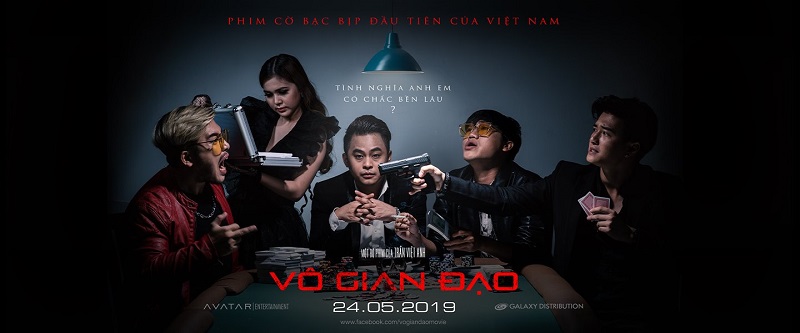 PHIM CỜ BẠC BỊP ĐẦU TIÊN CỦA VIỆT NAM
TÌNH NGHĨA ANH EM
CÓ CHẮC BỀN LÂU
?
MỘT BỘ PHIM CỦA TRẦN VIỆT ANH
VÔ GIAN ĐẠO
AVATAR | ENTERTAINMENT
24.05.2019
GALAXY DISTRIBUTION
www.facebook.com/vogiandaomovie